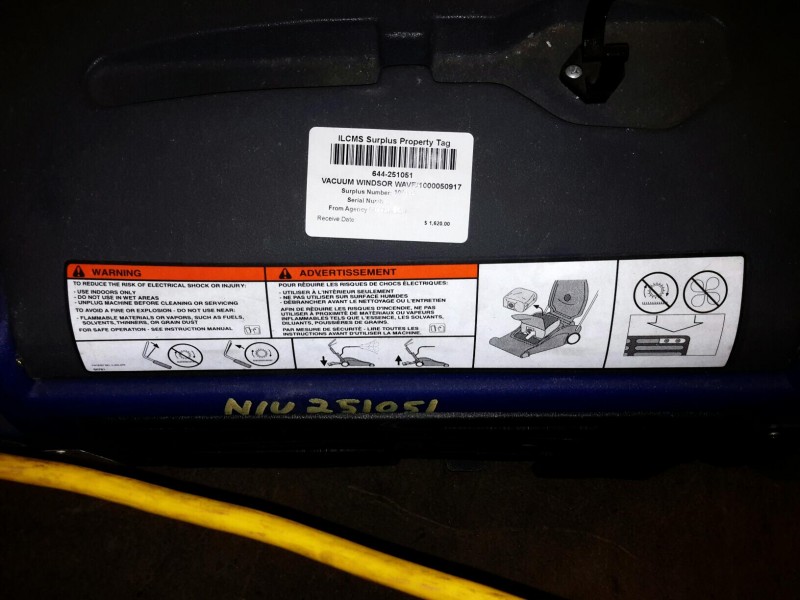 ILCMS Surplus Property Tag
644-251051
VACUUM WINDSOR WAVE/1000050917
Surplus Number:
Serial Numb
From Agency
Receive Date
$ 1,620.00
WARNING
TO REDUCE THE RISK OF ELECTRICAL SHOCK OR INJURY:
- USE INDOORS ONLY
- DO NOT USE IN WET AREAS
- UNPLUG MACHINE BEFORE CLEANING OR SERVICING
TO AVOID A FIRE OR EXPLOSION - DO NOT USE NEAR:
- FLAMMABLE MATERIALS OR VAPORS, SUCH AS FUELS,
SOLVENTS, THINNERS, OR GRAIN DUST
FOR SAFE OPERATION - SEE INSTRUCTION MANUAL
AVERTISSEMENT
POUR RÉDUIRE LES RISQUES DE CHOCS ÉLECTRIQUES:
- UTILISER À L'INTÉRIEUR SEULEMENT
- NE PAS UTILISER SUR SURFACE HUMIDES
- DÉBRANCHER AVANT LE NETTOYAGE OU L'ENTRETIEN
AFIN DE RÉDUIRE LES RISQUES D'INCENDIE, NE PAS
UTILISER À PROXIMITÉ DE MATÉRIAUX OU VAPEURS
INFLAMMABLES TELS QUE L'ESSENCE, LES SOLVANTS,
DILUANTS, POUSSIÈRES DE GRAINS.
PAR MESURE DE SÉCURITÉ - LIRE TOUTES LES
INSTRUCTIONS AVANT D'UTILISER LA MACHINE.
NIU 251051